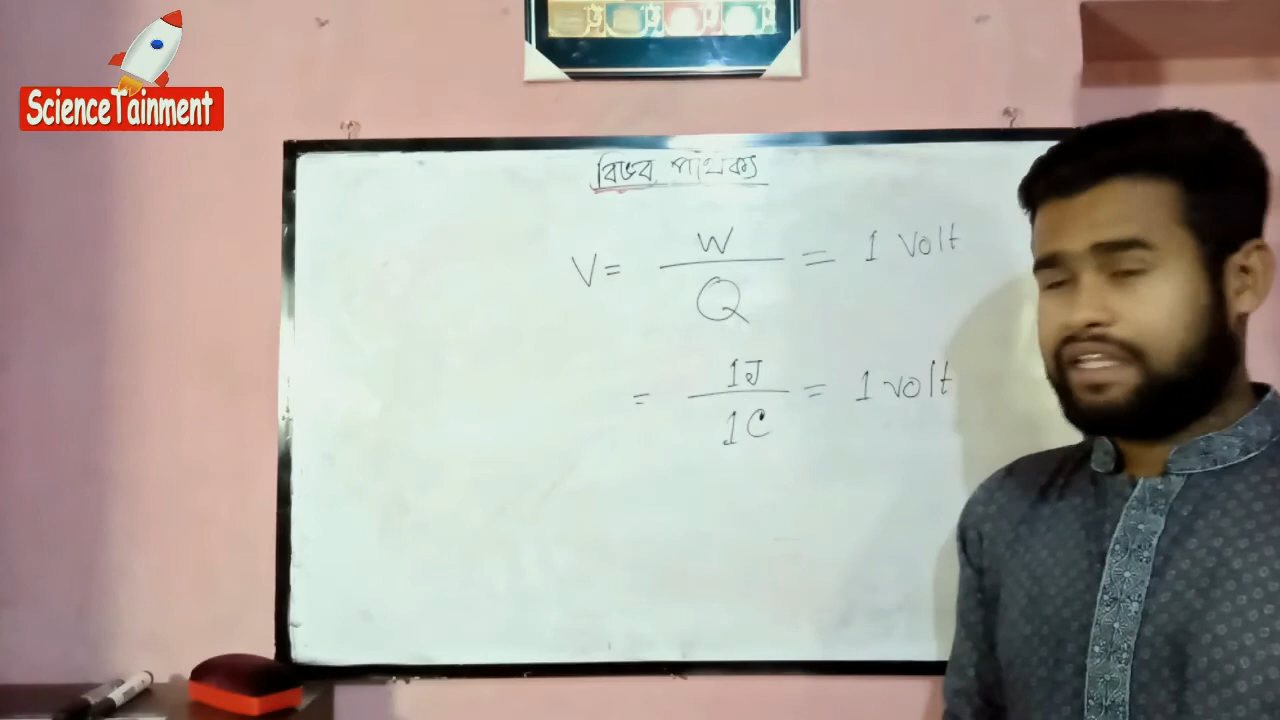 ScienceTainment
বিভব পার্থক্য
V = W / Q = 1 Volt
= 1J / 1C = 1 volt